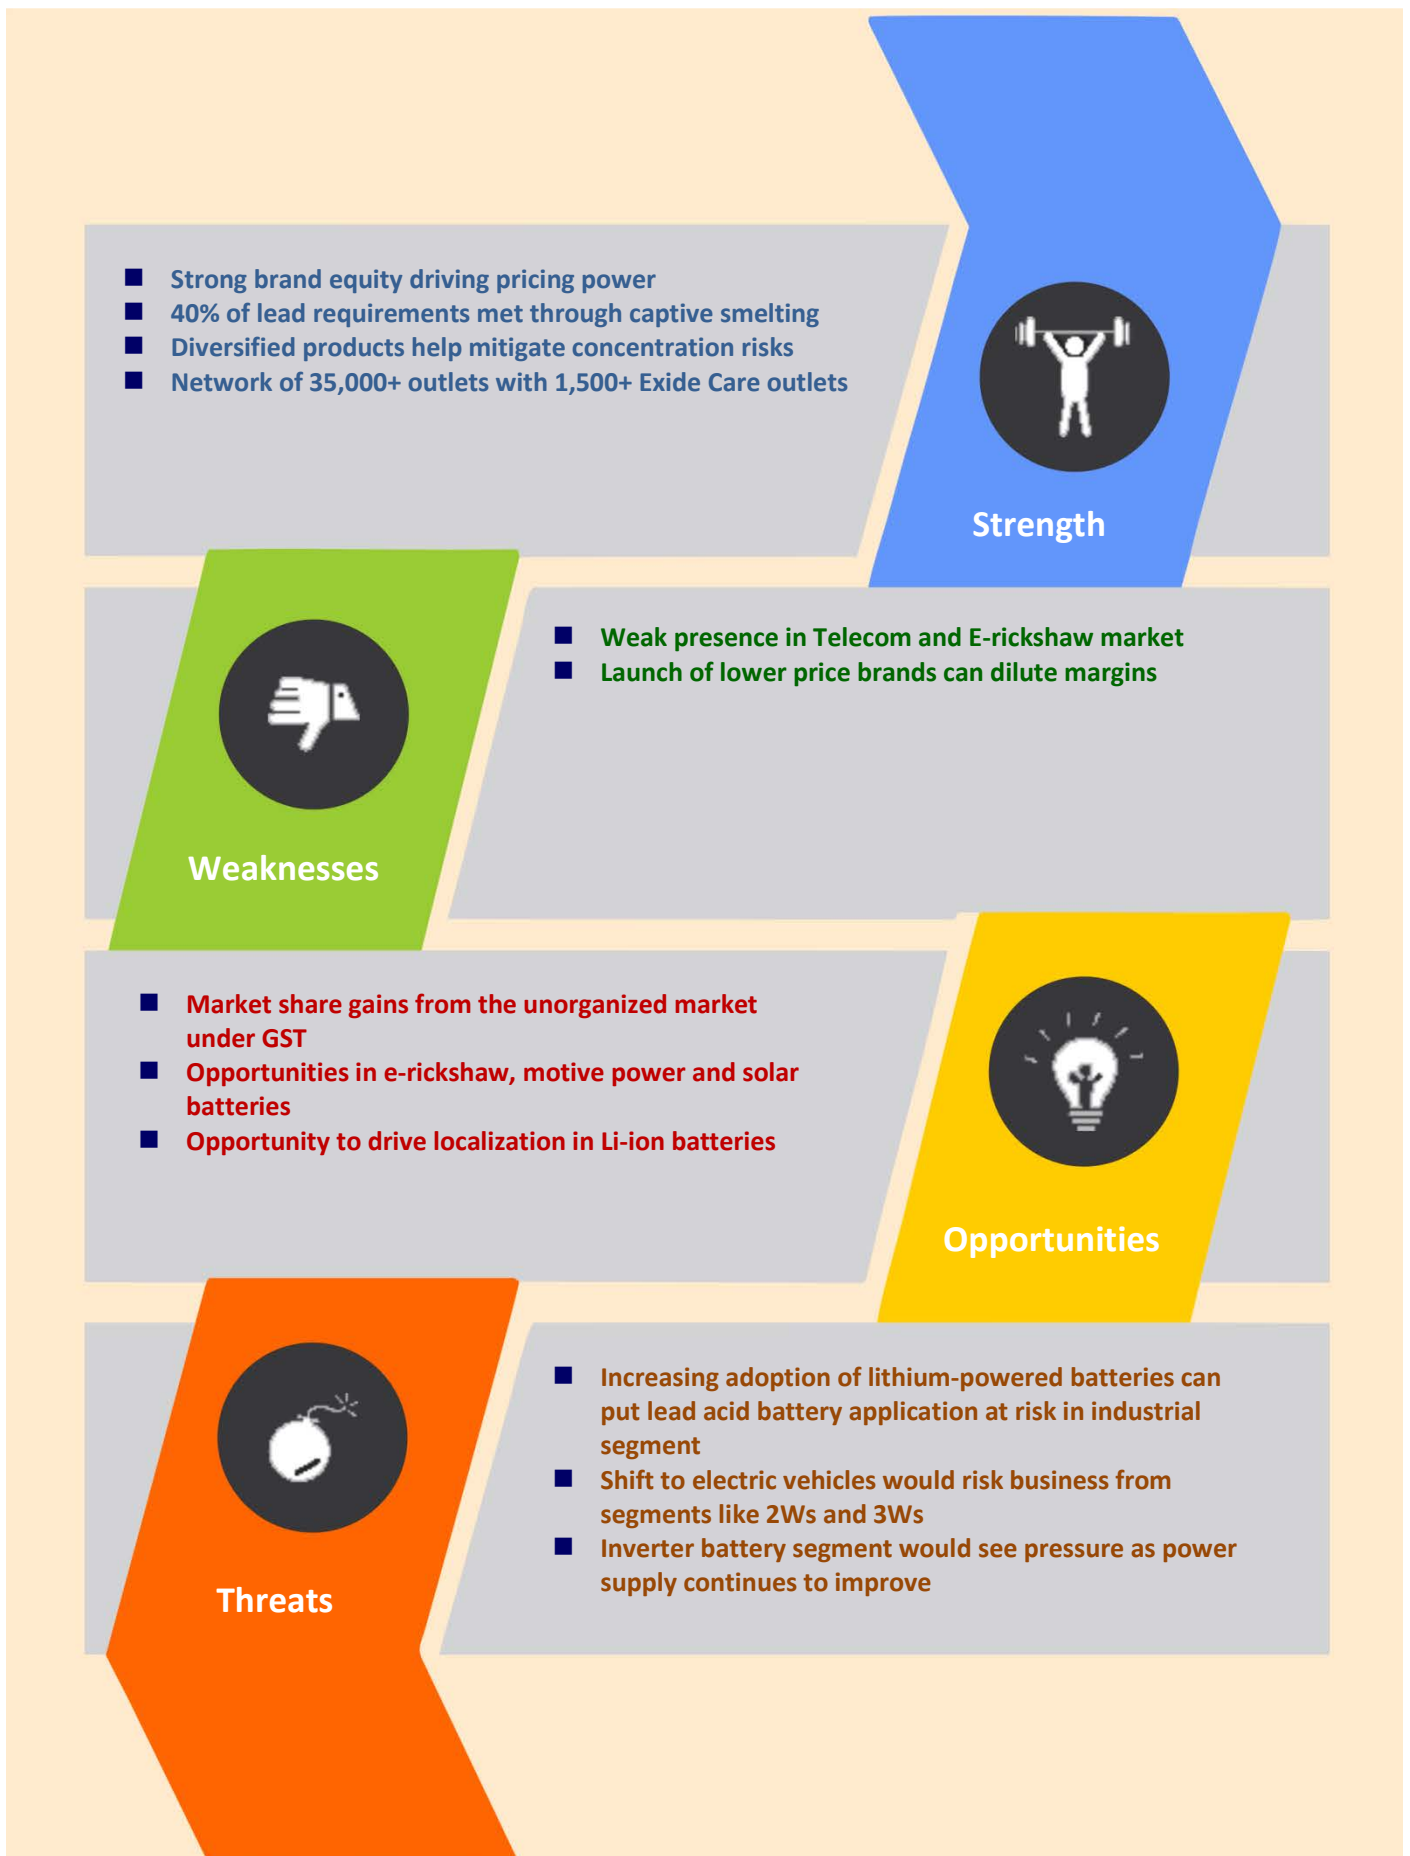 ■ Strong brand equity driving pricing power
■ 40% of lead requirements met through captive smelting
■ Diversified products help mitigate concentration risks
■ Network of 35,000+ outlets with 1,500+ Exide Care outlets
Strength
■ Weak presence in Telecom and E-rickshaw market
■ Launch of lower price brands can dilute margins
Weaknesses
■ Market share gains from the unorganized market
under GST
■ Opportunities in e-rickshaw, motive power and solar
batteries
■ Opportunity to drive localization in Li-ion batteries
Opportunities
■ Increasing adoption of lithium-powered batteries can
put lead acid battery application at risk in industrial
segment
■ Shift to electric vehicles would risk business from
segments like 2Ws and 3Ws
■ Inverter battery segment would see pressure as power
supply continues to improve
Threats